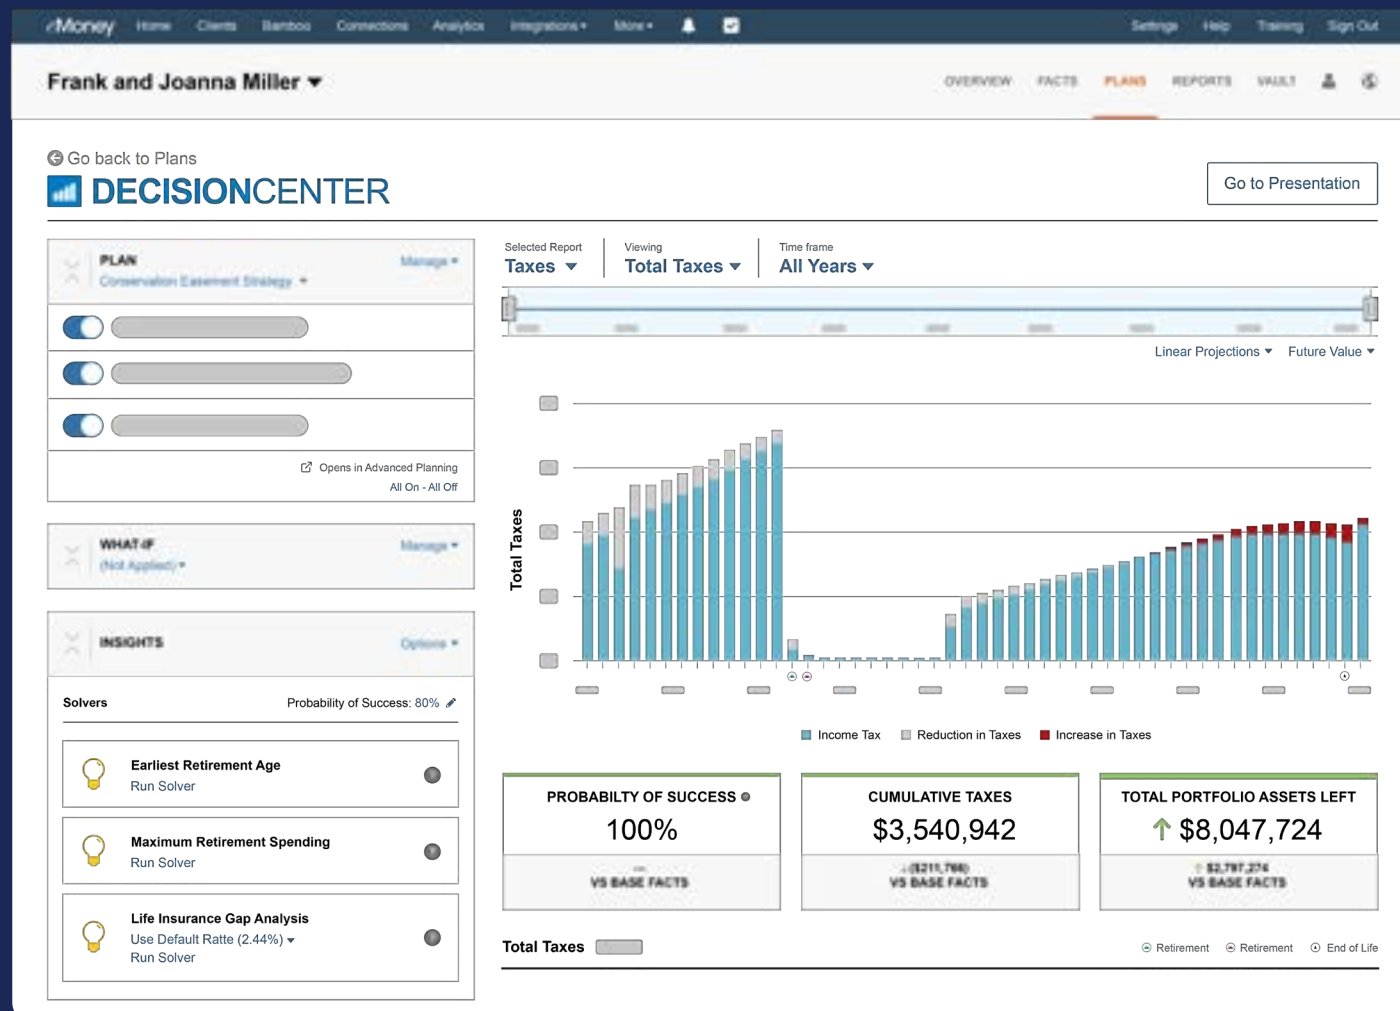 eMoney Home Clients Bamboo Connections Analytics Integrations More Settings Help Training Sign Out
Frank and Joanna Miller
OVERVIEW FACTS PLANS REPORTS VAULT
Go back to Plans
DECISIONCENTER
Go to Presentation
PLAN
Manage
Conservation Easement Strategy
Opens in Advanced Planning
All On - All Off
WHAT-IF
Manage
(Not Applied)
INSIGHTS
Options
Solvers
Probability of Success: 80%
Earliest Retirement Age
Run Solver
Maximum Retirement Spending
Run Solver
Life Insurance Gap Analysis
Use Default Ratte (2.44%)
Run Solver
Selected Report
Taxes
Viewing
Total Taxes
Time frame
All Years
Linear Projections Future Value
Total Taxes
Income Tax Reduction in Taxes Increase in Taxes
PROBABILTY OF SUCCESS
100%
VS BASE FACTS
CUMULATIVE TAXES
$3,540,942
($211,766)
VS BASE FACTS
TOTAL PORTFOLIO ASSETS LEFT
$8,047,724
$2,797,274
VS BASE FACTS
Total Taxes
Retirement Retirement End of Life